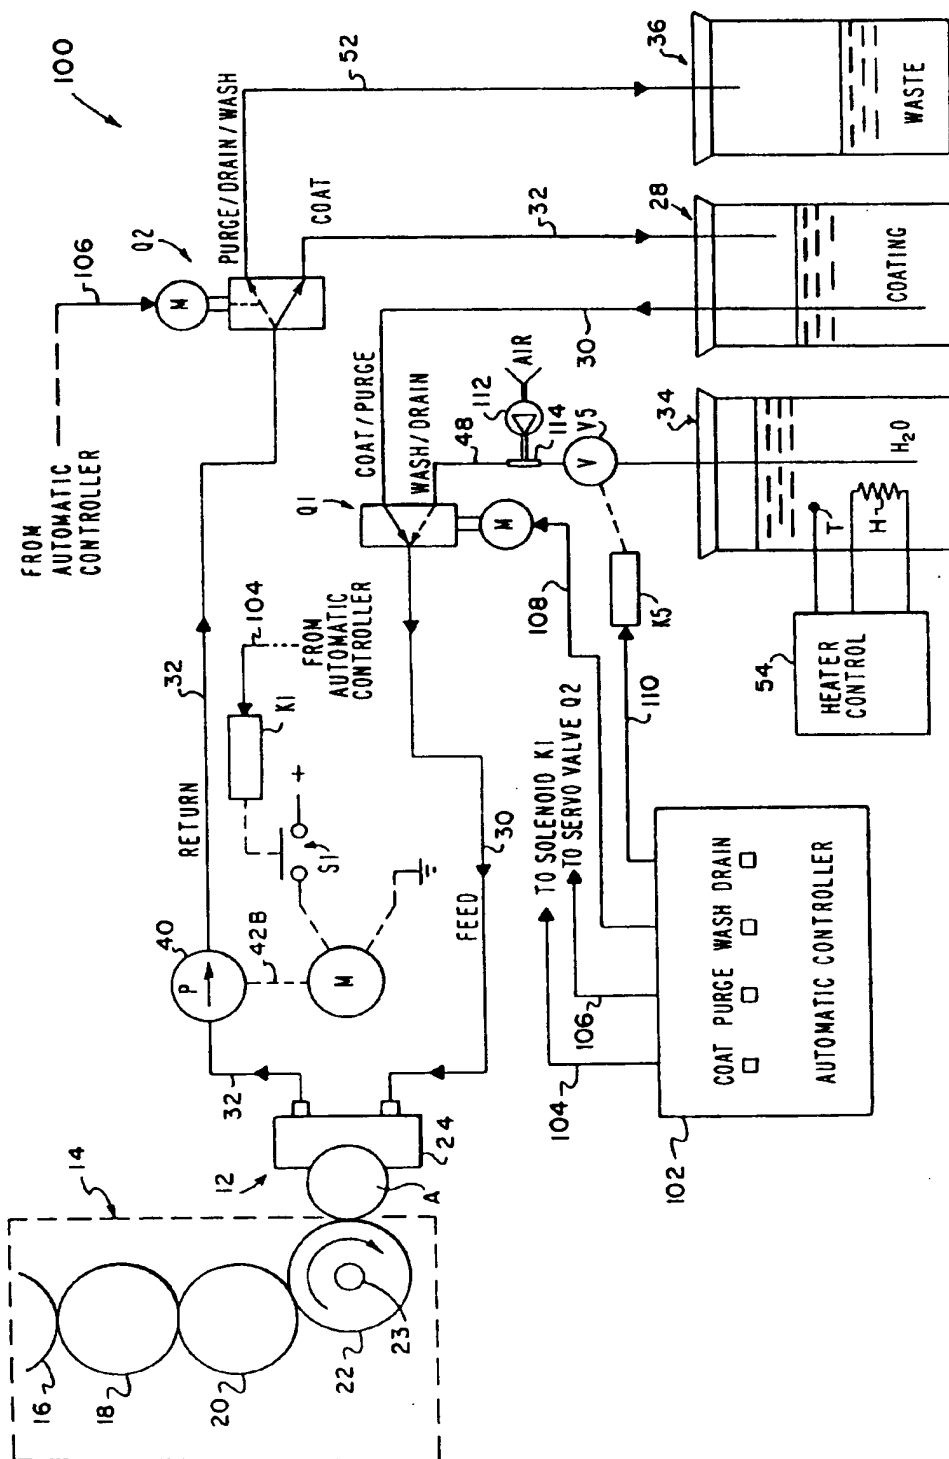 100
FROM
AUTOMATIC
CONTROLLER
106
Q2
M
PURGE/DRAIN/WASH
COAT
52
32
36
WASTE
28
COATING
30
34
H₂O
T
H
54
HEATER
CONTROL
COAT/PURGE
WASH/DRAIN
Q1
M
48
112
AIR
114
V5
V
K5
108
110
32
RETURN
K1
104
FROM
AUTOMATIC
CONTROLLER
S1
+
40
P
42B
M
30
FEED
32
12
24
A
14
16
18
20
22
23
TO SOLENOID K1
TO SERVO VALVE Q2
104
106
102
COAT PURGE WASH DRAIN
AUTOMATIC CONTROLLER